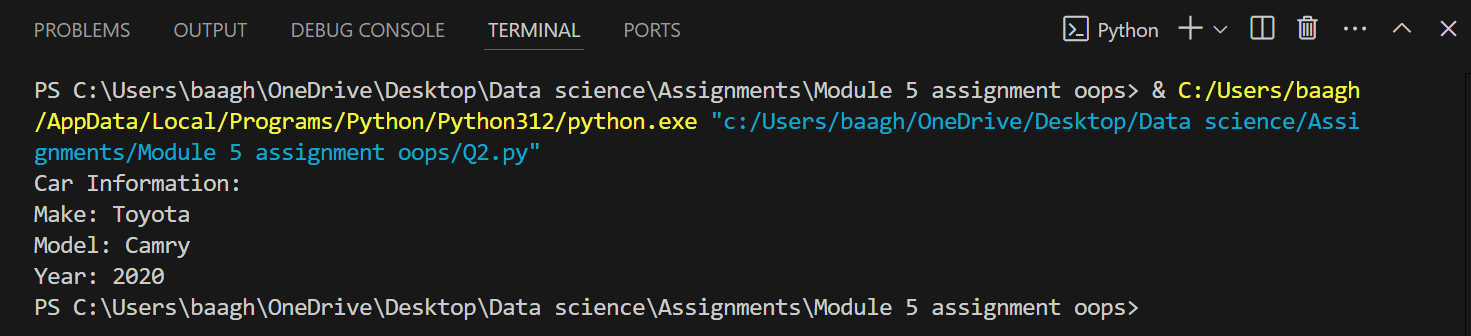 PROBLEMS OUTPUT DEBUG CONSOLE TERMINAL PORTS Python
PS C:\Users\baagh\OneDrive\Desktop\Data science\Assignments\Module 5 assignment oops> & C:/Users/baagh
/AppData/Local/Programs/Python/Python312/python.exe "c:/Users/baagh/OneDrive/Desktop/Data science/Assi
gnments/Module 5 assignment oops/Q2.py"
Car Information:
Make: Toyota
Model: Camry
Year: 2020
PS C:\Users\baagh\OneDrive\Desktop\Data science\Assignments\Module 5 assignment oops>